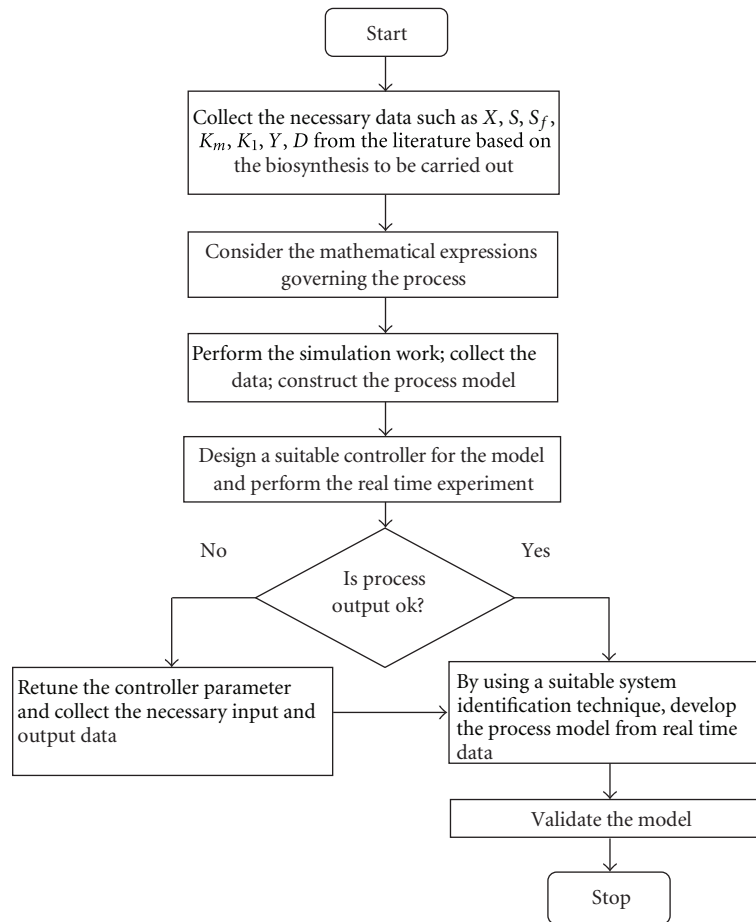 Start
Collect the necessary data such as X, S, S_f,
K_m, K_1, Y, D from the literature based on
the biosynthesis to be carried out
Consider the mathematical expressions
governing the process
Perform the simulation work; collect the
data; construct the process model
Design a suitable controller for the model
and perform the real time experiment
No
Yes
Is process
output ok?
Retune the controller parameter
and collect the necessary input and
output data
By using a suitable system
identification technique, develop
the process model from real time
data
Validate the model
Stop